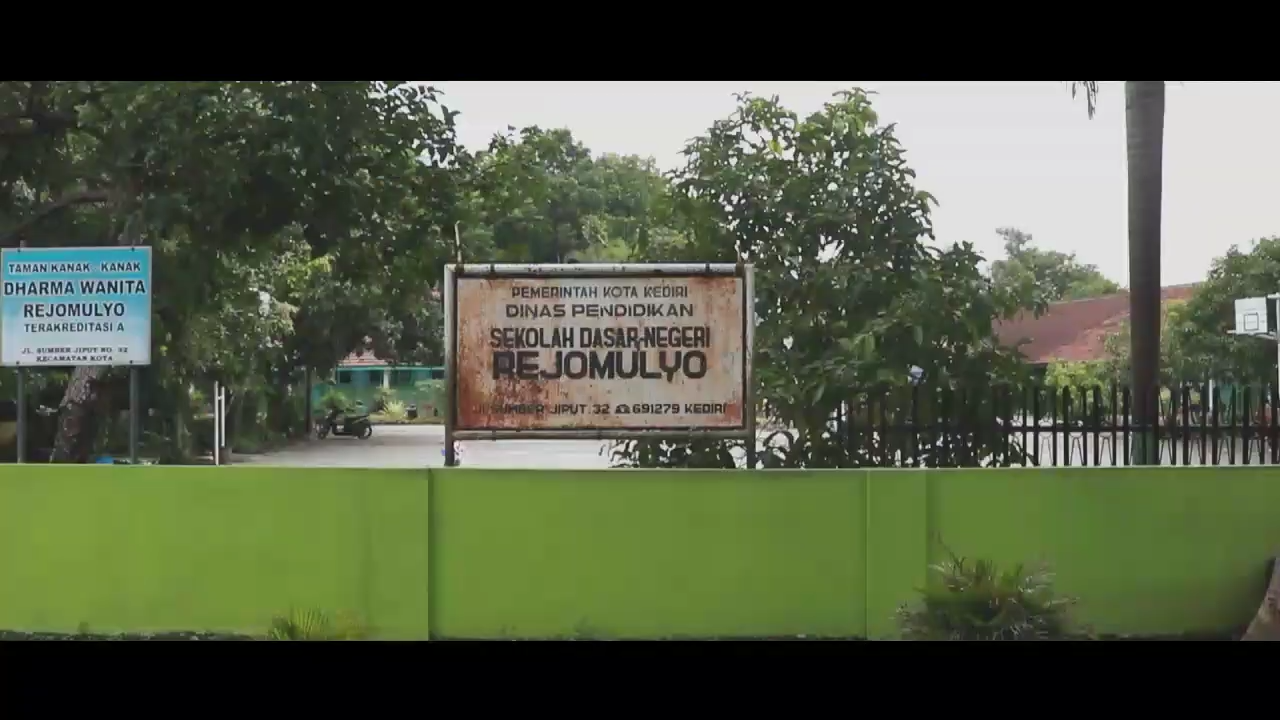 TAMAN KANAK - KANAK
DHARMA WANITA
REJOMULYO
TERAKREDITASI A
JL. SUMBER JIPUT NO. 32
KECAMATAN KOTA
PEMERINTAH KOTA KEDIRI
DINAS PENDIDIKAN
SEKOLAH DASAR NEGERI
REJOMULYO
Jl. SUMBER JIPUT 32 ☎ 691279 KEDIRI